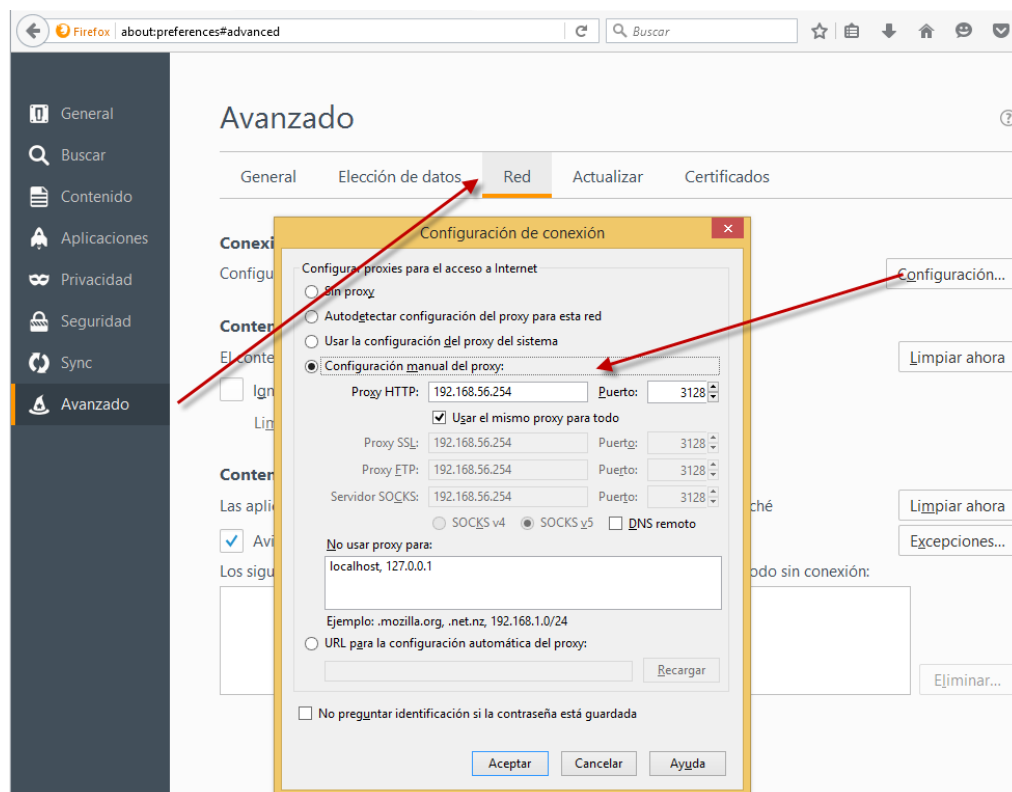 Firefox about:preferences#advanced
Buscar
General
Buscar
Contenido
Aplicaciones
Privacidad
Seguridad
Sync
Avanzado
Avanzado
General Elección de datos Red Actualizar Certificados
Conexi
Configu
Configuración...
Conten
El conte
Limpiar ahora
Ign
Lim
Conten
Las aplic
ché
Limpiar ahora
Avi
Excepciones...
Los sigu
odo sin conexión:
Eliminar...
Configuración de conexión
Configurar proxies para el acceso a Internet
Sin proxy
Autodetectar configuración del proxy para esta red
Usar la configuración del proxy del sistema
Configuración manual del proxy:
Proxy HTTP: 192.168.56.254 Puerto: 3128
Usar el mismo proxy para todo
Proxy SSL: 192.168.56.254 Puerto: 3128
Proxy FTP: 192.168.56.254 Puerto: 3128
Servidor SOCKS: 192.168.56.254 Puerto: 3128
SOCKS v4 SOCKS v5 DNS remoto
No usar proxy para:
localhost, 127.0.0.1
Ejemplo: .mozilla.org, .net.nz, 192.168.1.0/24
URL para la configuración automática del proxy:
Recargar
No preguntar identificación si la contraseña está guardada
Aceptar Cancelar Ayuda